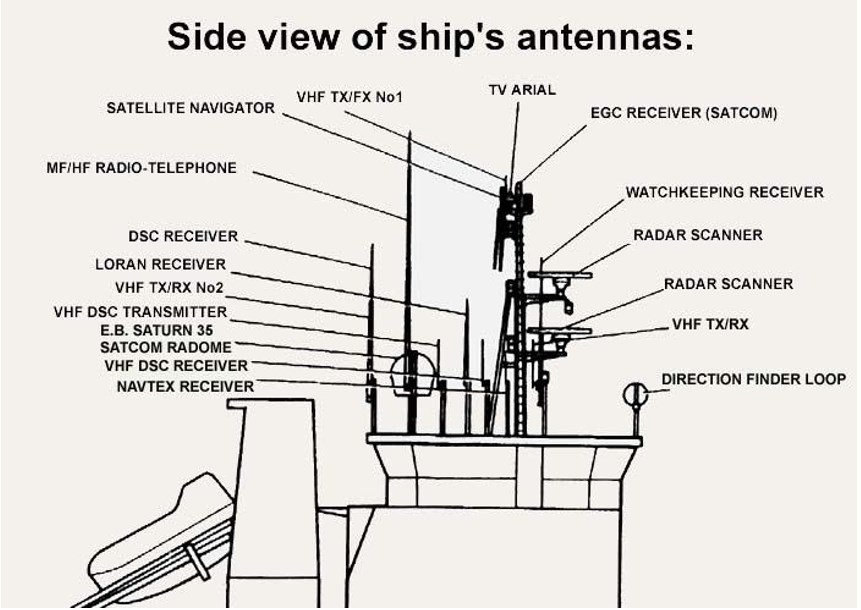 Side view of ship's antennas:
SATELLITE NAVIGATOR
VHF TX/FX No1
TV ARIAL
EGC RECEIVER (SATCOM)
MF/HF RADIO-TELEPHONE
WATCHKEEPING RECEIVER
DSC RECEIVER
RADAR SCANNER
LORAN RECEIVER
VHF TX/RX No2
RADAR SCANNER
VHF DSC TRANSMITTER
VHF TX/RX
E.B. SATURN 35
SATCOM RADOME
VHF DSC RECEIVER
NAVTEX RECEIVER
DIRECTION FINDER LOOP